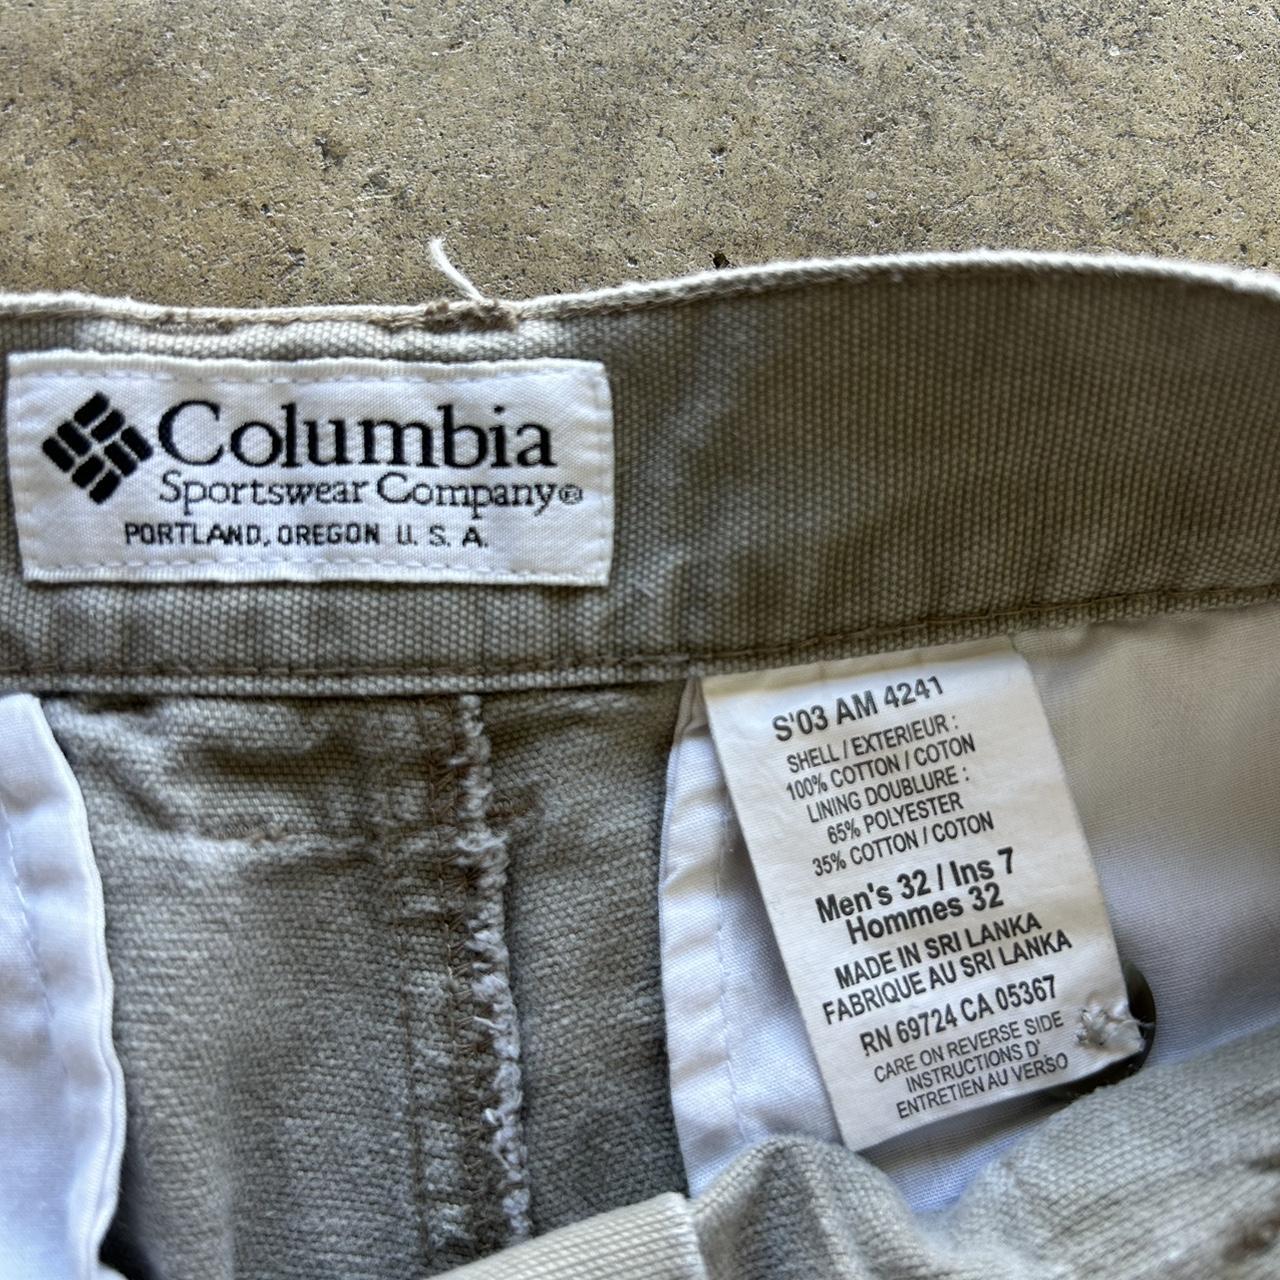 Columbia
Sportswear Company®
PORTLAND, OREGON U. S. A.
S'03 AM 4241
SHELL / EXTERIEUR :
100% COTTON / COTON
LINING DOUBLURE :
65% POLYESTER
35% COTTON / COTON
Men's 32 / Ins 7
Hommes 32
MADE IN SRI LANKA
FABRIQUE AU SRI LANKA
RN 69724 CA 05367
CARE ON REVERSE SIDE
INSTRUCTIONS D'
ENTRETIEN AU VERSO